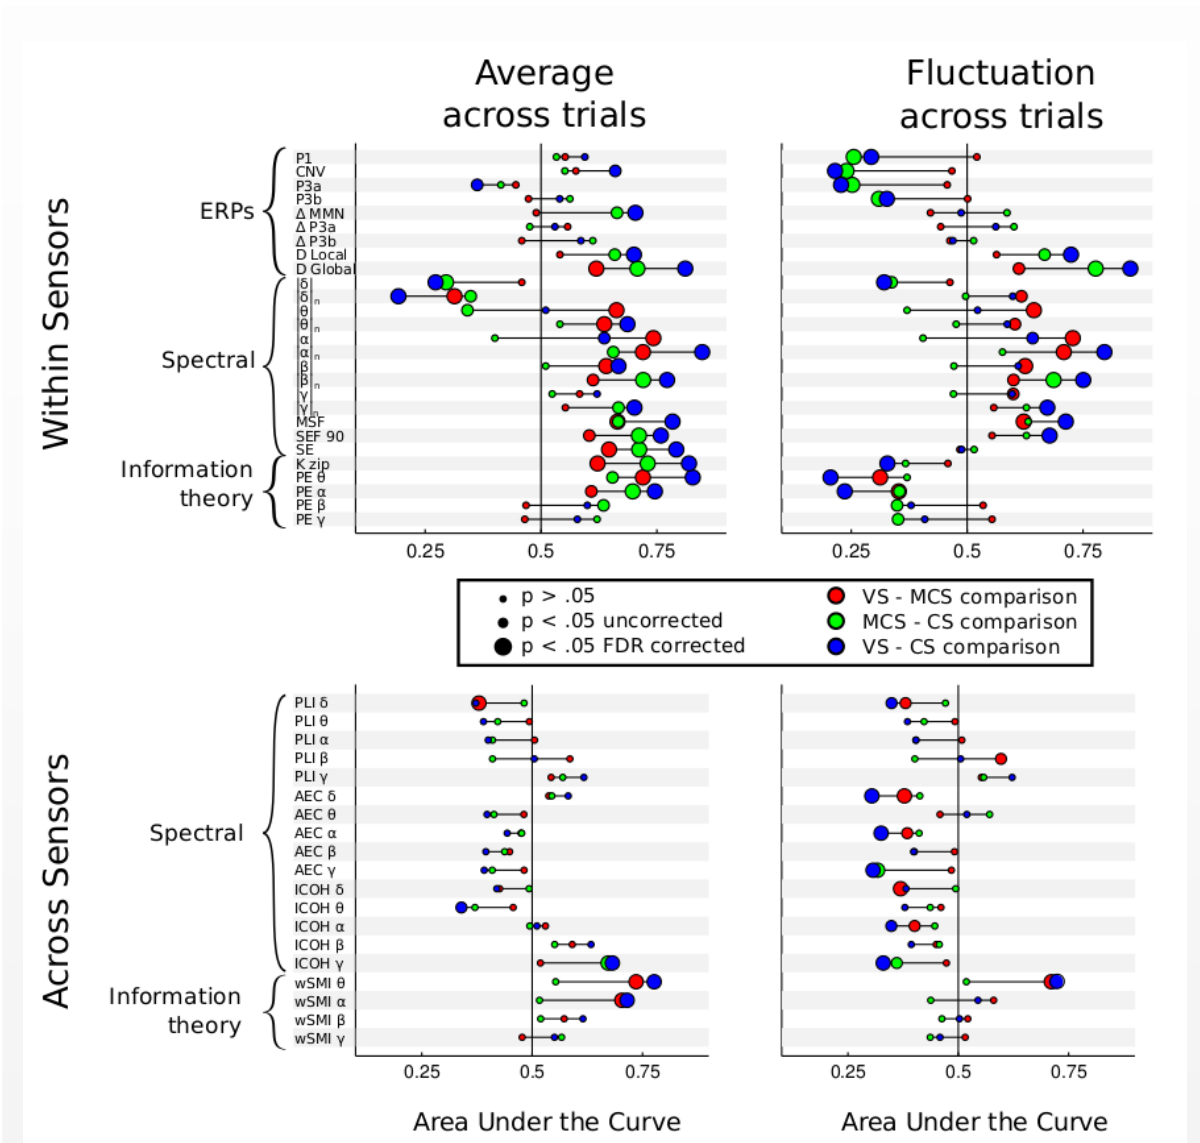 Average
across trials
Fluctuation
across trials
Within Sensors
ERPs
P1
CNV
P3a
P3b
Δ MMN
Δ P3a
Δ P3b
D Local
D Global
Spectral
|δ|
|δ|n
|θ|
|θ|n
|α|
|α|n
|β|
|β|n
|γ|
|γ|n
MSF
SEF 90
SE
Information
theory
K zip
PE θ
PE α
PE β
PE γ
0.25 0.5 0.75
0.25 0.5 0.75
p > .05
p < .05 uncorrected
p < .05 FDR corrected
VS - MCS comparison
MCS - CS comparison
VS - CS comparison
Across Sensors
Spectral
PLI δ
PLI θ
PLI α
PLI β
PLI γ
AEC δ
AEC θ
AEC α
AEC β
AEC γ
ICOH δ
ICOH θ
ICOH α
ICOH β
ICOH γ
Information
theory
wSMI θ
wSMI α
wSMI β
wSMI γ
0.25 0.5 0.75
0.25 0.5 0.75
Area Under the Curve
Area Under the Curve